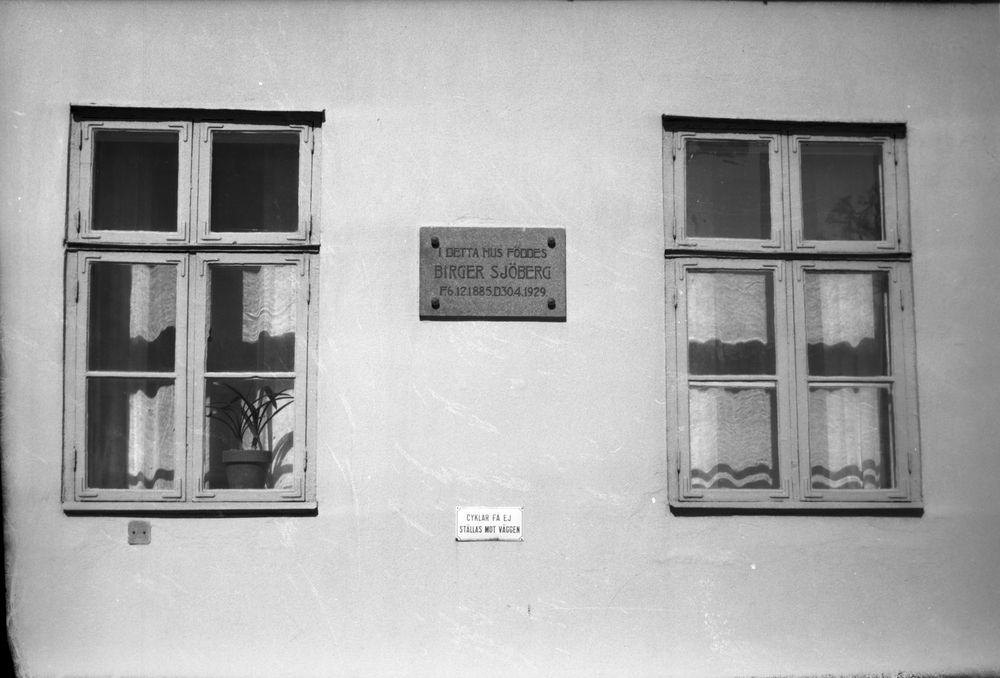 I DETTA HUS FÖDDES
BIRGER SJÖBERG
F.6.12.1885.D.30.4.1929
CYKLAR FÅ EJ
STÄLLAS MOT VÄGGEN